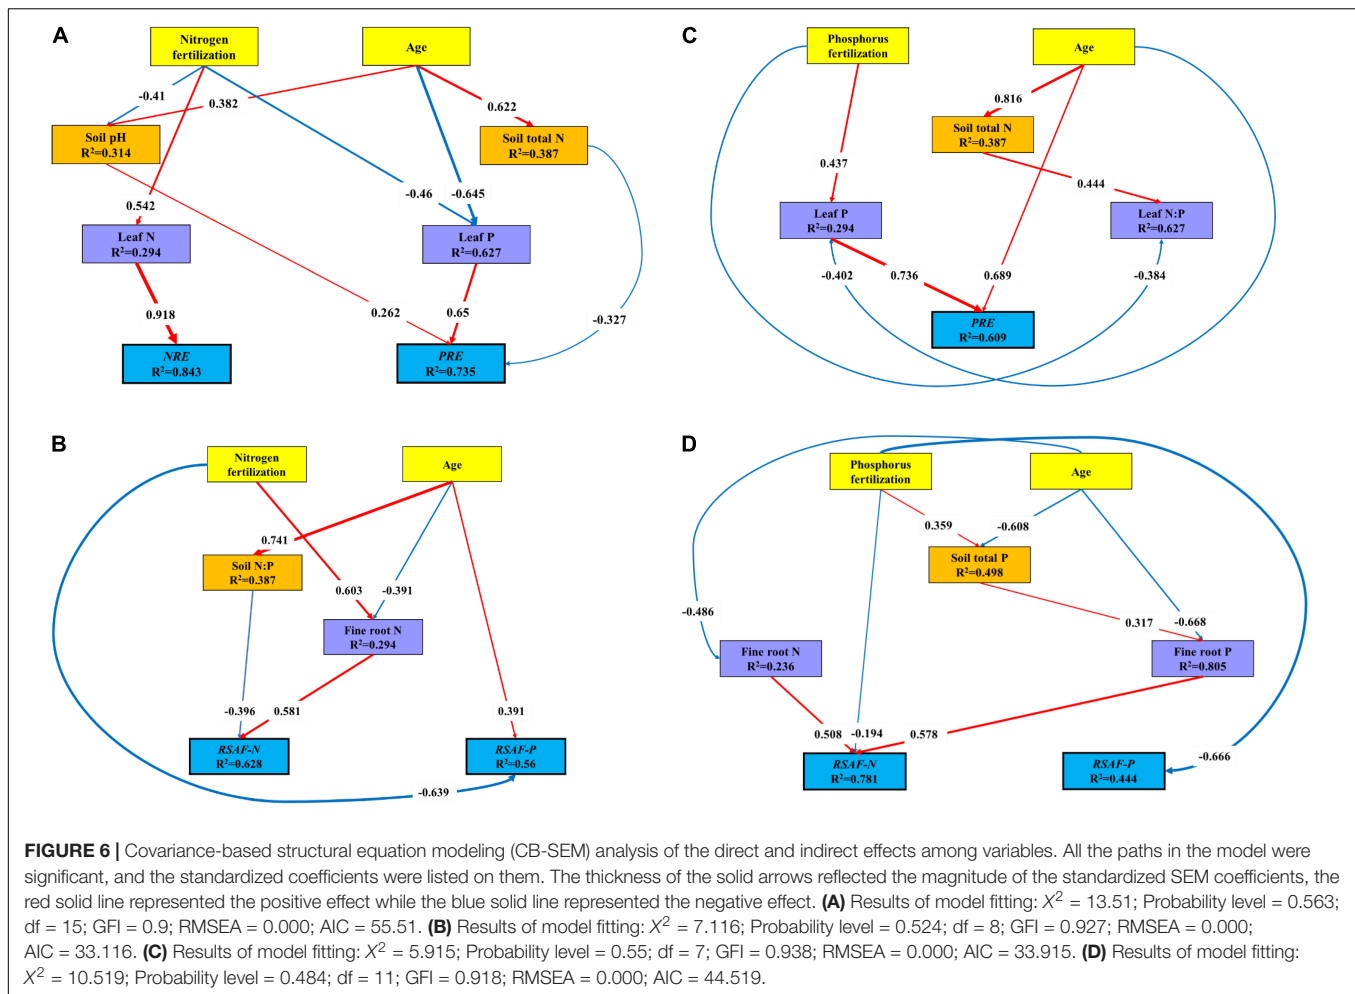 A
Nitrogen
fertilization
Age
-0.41
0.382
0.622
Soil pH
R²=0.314
Soil total N
R²=0.387
0.542
-0.46
-0.645
Leaf N
R²=0.294
Leaf P
R²=0.627
0.918
0.262
0.65
-0.327
NRE
R²=0.843
PRE
R²=0.735
C
Phosphorus
fertilization
Age
0.816
Soil total N
R²=0.387
0.437
0.444
Leaf P
R²=0.294
Leaf N:P
R²=0.627
-0.402
0.736
0.689
-0.384
PRE
R²=0.609
B
Nitrogen
fertilization
Age
0.741
Soil N:P
R²=0.387
0.603
-0.391
Fine root N
R²=0.294
-0.396
0.581
0.391
RSAF-N
R²=0.628
RSAF-P
R²=0.56
-0.639
D
Phosphorus
fertilization
Age
0.359
-0.608
Soil total P
R²=0.498
-0.486
0.317
-0.668
Fine root N
R²=0.236
Fine root P
R²=0.805
0.508
-0.194
0.578
RSAF-N
R²=0.781
RSAF-P
R²=0.444
-0.666
FIGURE 6 | Covariance-based structural equation modeling (CB-SEM) analysis of the direct and indirect effects among variables. All the paths in the model were
significant, and the standardized coefficients were listed on them. The thickness of the solid arrows reflected the magnitude of the standardized SEM coefficients, the
red solid line represented the positive effect while the blue solid line represented the negative effect. (A) Results of model fitting: X² = 13.51; Probability level = 0.563;
df = 15; GFI = 0.9; RMSEA = 0.000; AIC = 55.51. (B) Results of model fitting: X² = 7.116; Probability level = 0.524; df = 8; GFI = 0.927; RMSEA = 0.000;
AIC = 33.116. (C) Results of model fitting: X² = 5.915; Probability level = 0.55; df = 7; GFI = 0.938; RMSEA = 0.000; AIC = 33.915. (D) Results of model fitting:
X² = 10.519; Probability level = 0.484; df = 11; GFI = 0.918; RMSEA = 0.000; AIC = 44.519.